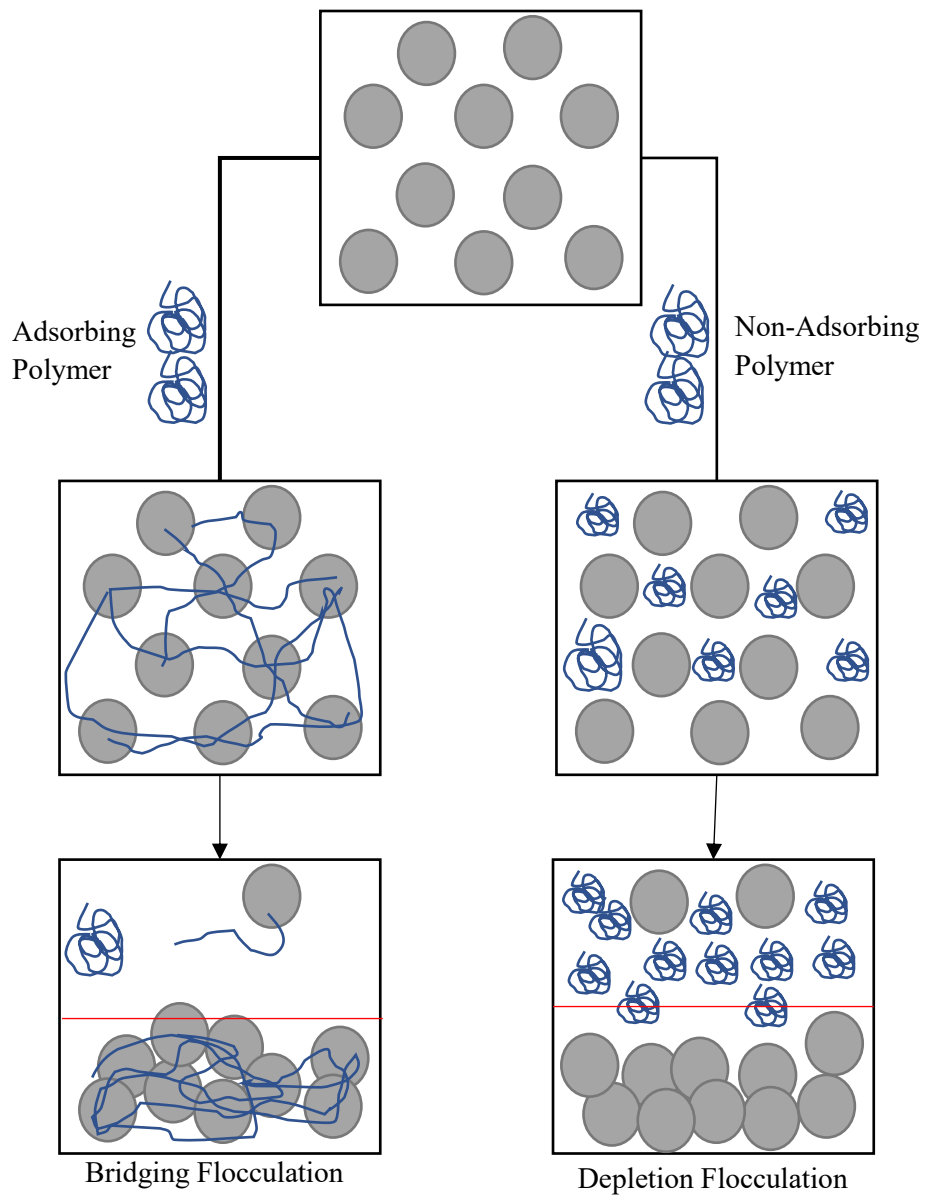 Adsorbing
Polymer
Non-Adsorbing
Polymer
Bridging Flocculation
Depletion Flocculation